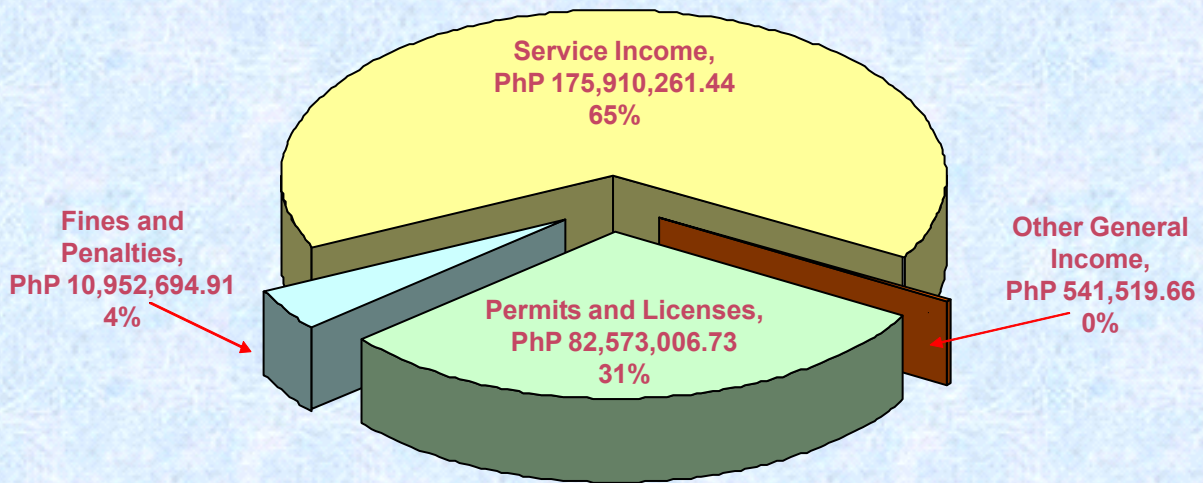 Service Income,
PhP 175,910,261.44
65%
Fines and
Penalties,
PhP 10,952,694.91
4%
Other General
Income,
PhP 541,519.66
0%
Permits and Licenses,
PhP 82,573,006.73
31%